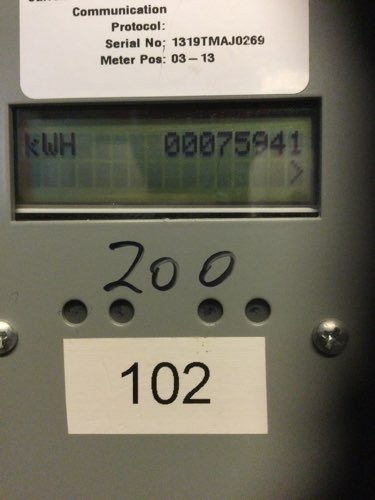 Communication
Protocol:
Serial No: 1319TMAJ0269
Meter Pos: 03-13
kWH 00075941
>
200
102